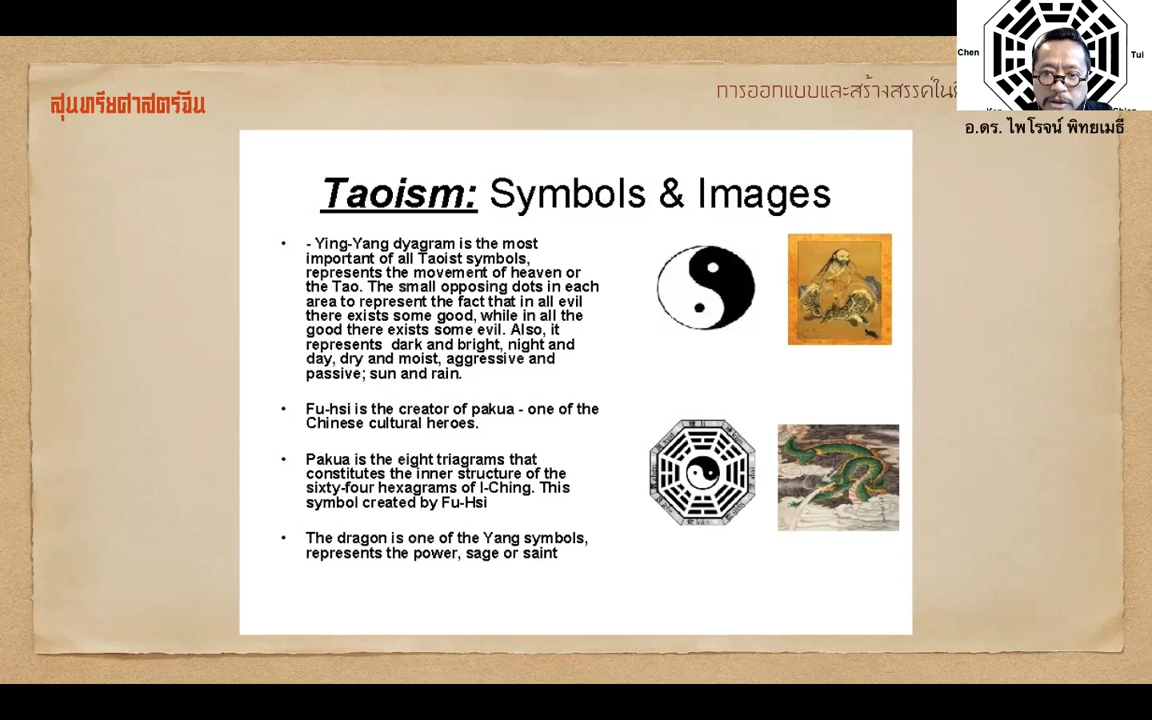 สุนทรียศาสตร์จีน
การออกแบบและสร้างสรรค์ใน
Chen
Tui
อ.ดร. ไพโรจน์ พิทยเมธี
Taoism: Symbols & Images
• - Ying-Yang dyagram is the most
important of all Taoist symbols,
represents the movement of heaven or
the Tao. The small opposing dots in each
area to represent the fact that in all evil
there exists some good, while in all the
good there exists some evil. Also, it
represents dark and bright, night and
day, dry and moist, aggressive and
passive; sun and rain.
• Fu-hsi is the creator of pakua - one of the
Chinese cultural heroes.
• Pakua is the eight triagrams that
constitutes the inner structure of the
sixty-four hexagrams of I-Ching. This
symbol created by Fu-Hsi
• The dragon is one of the Yang symbols,
represents the power, sage or saint